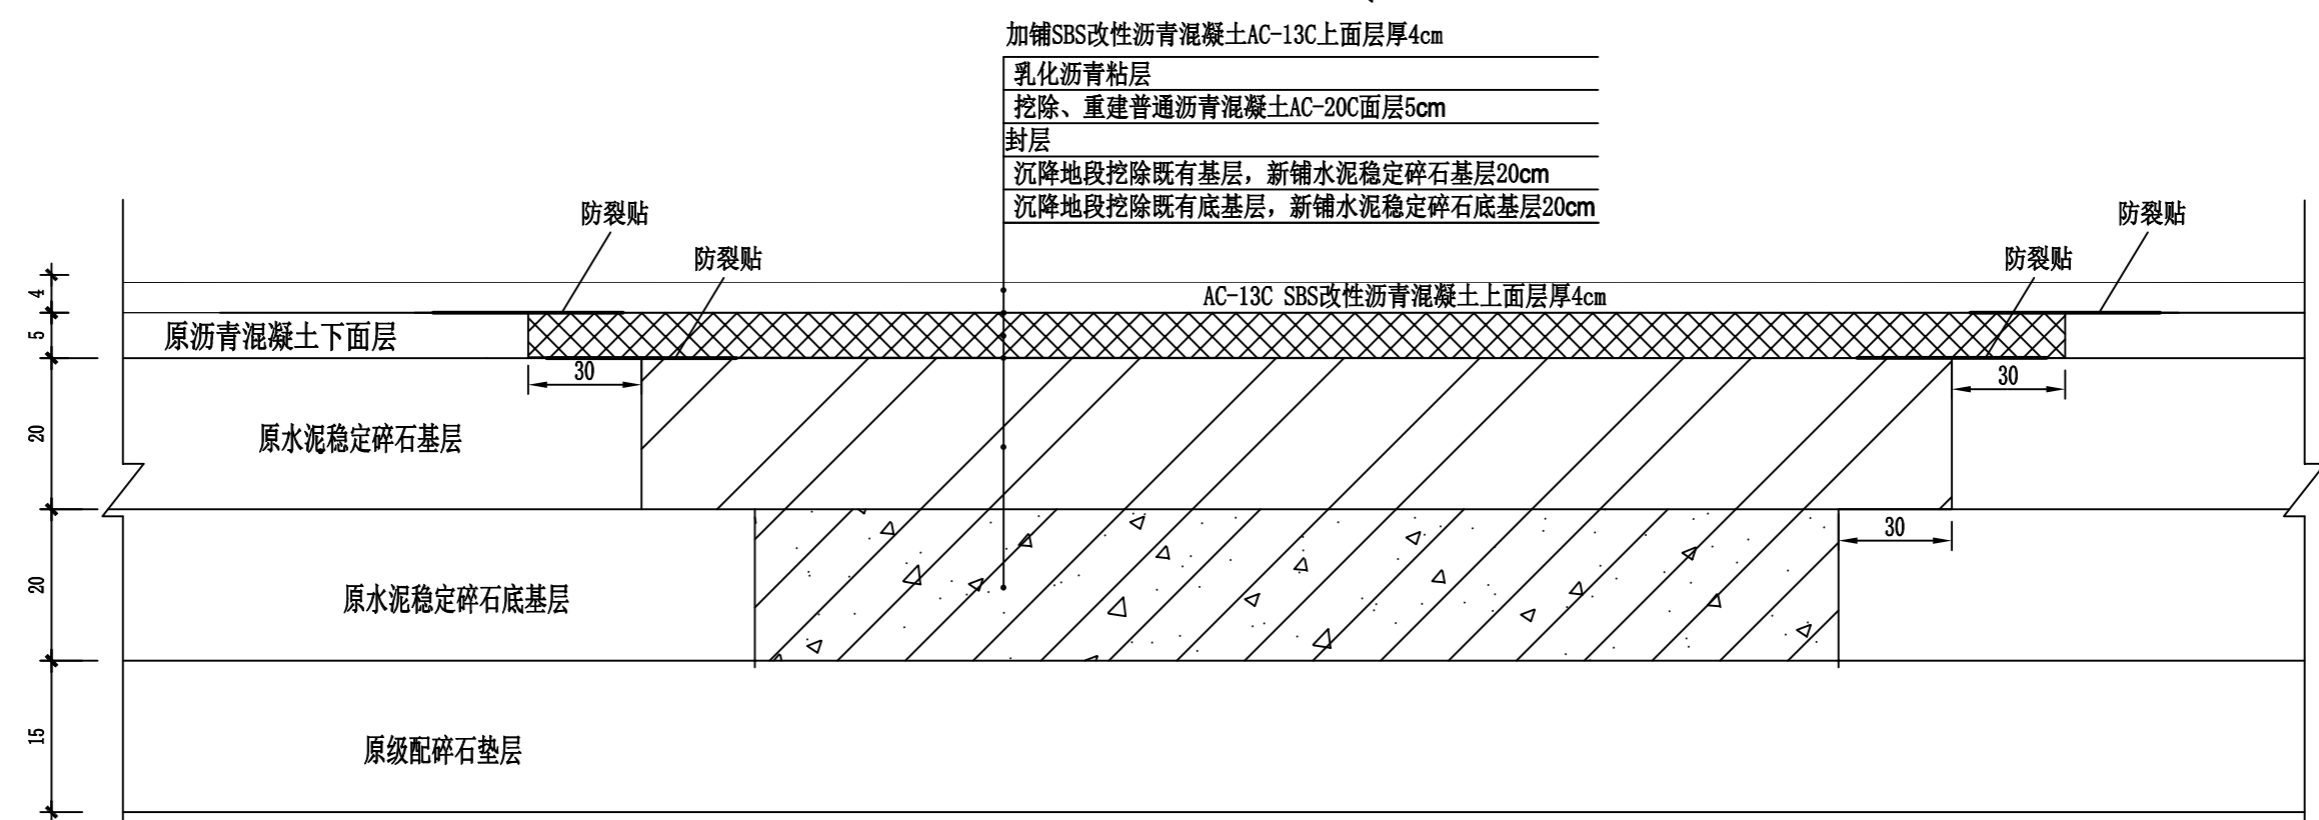 加铺SBS改性沥青混凝土AC-13C上面层厚4cm
乳化沥青粘层
挖除、重建普通沥青混凝土AC-20C面层5cm
封层
沉降地段挖除既有基层，新铺水泥稳定碎石基层20cm
沉降地段挖除既有底基层，新铺水泥稳定碎石底基层20cm
防裂贴
防裂贴
防裂贴
防裂贴
4
AC-13C SBS改性沥青混凝土上面层厚4cm
5
原沥青混凝土下面层
30
30
20
原水泥稳定碎石基层
30
20
原水泥稳定碎石底基层
15
原级配碎石垫层